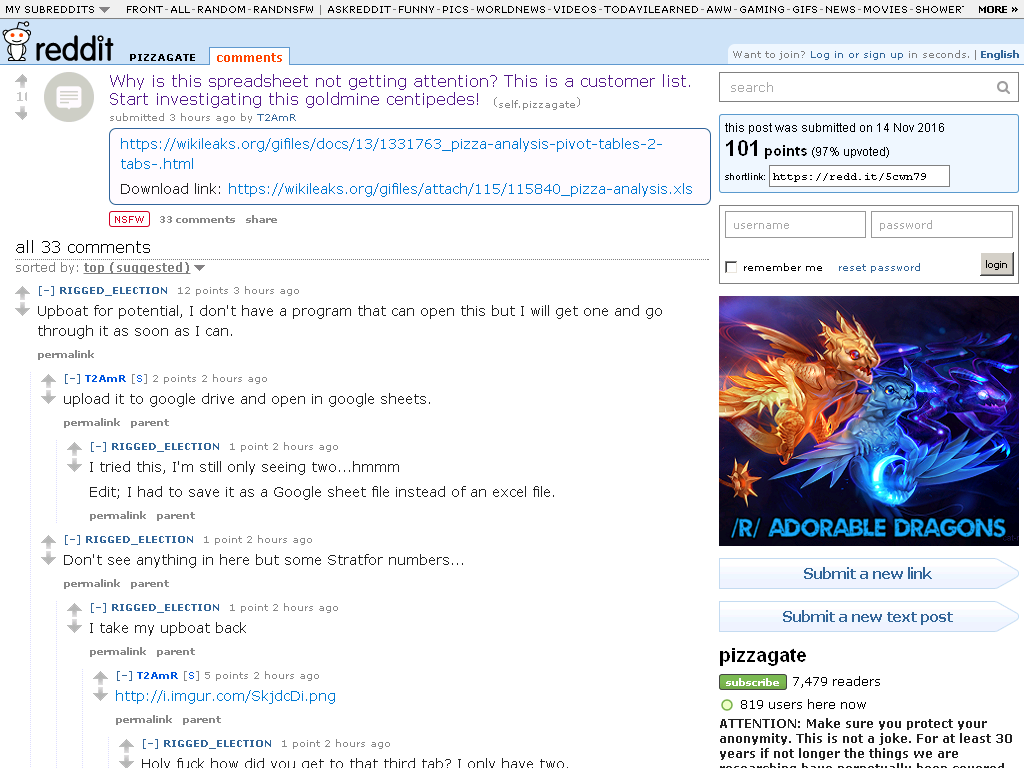 MY SUBREDDITS FRONT-ALL-RANDOM-RANDNSFW | ASKREDDIT-FUNNY-PICS-WORLDNEWS-VIDEOS-TODAYILEARNED-AWW-GAMING-GIFS-NEWS-MOVIES-SHOWER MORE »
reddit PIZZAGATE comments
Want to join? Log in or sign up in seconds. | English
Why is this spreadsheet not getting attention? This is a customer list.
Start investigating this goldmine centipedes! (self.pizzagate)
submitted 3 hours ago by T2AmR
https://wikileaks.org/gifiles/docs/13/1331763_pizza-analysis-pivot-tables-2-
tabs-.html
Download link: https://wikileaks.org/gifiles/attach/115/115840_pizza-analysis.xls
NSFW 33 comments share
all 33 comments
sorted by: top (suggested)
[-] RIGGED_ELECTION 12 points 3 hours ago
Upboat for potential, I don't have a program that can open this but I will get one and go
through it as soon as I can.
permalink
[-] T2AmR [S] 2 points 2 hours ago
upload it to google drive and open in google sheets.
permalink parent
[-] RIGGED_ELECTION 1 point 2 hours ago
I tried this, I'm still only seeing two...hmmm
Edit; I had to save it as a Google sheet file instead of an excel file.
permalink parent
[-] RIGGED_ELECTION 1 point 2 hours ago
Don't see anything in here but some Stratfor numbers...
permalink parent
[-] RIGGED_ELECTION 1 point 2 hours ago
I take my upboat back
permalink parent
[-] T2AmR [S] 5 points 2 hours ago
http://i.imgur.com/SkjdcDi.png
permalink parent
[-] RIGGED_ELECTION 1 point 2 hours ago
Holy fuck how did you get to that third tab? I only have two.
search
this post was submitted on 14 Nov 2016
101 points (97% upvoted)
shortlink: https://redd.it/5cwn79
username password
remember me reset password login
/R/ ADORABLE DRAGONS
Submit a new link
Submit a new text post
pizzagate
subscribe 7,479 readers
819 users here now
ATTENTION: Make sure you protect your
anonymity. This is not a joke. For at least 30
years if not longer the things we are
researching have perpetually been covered